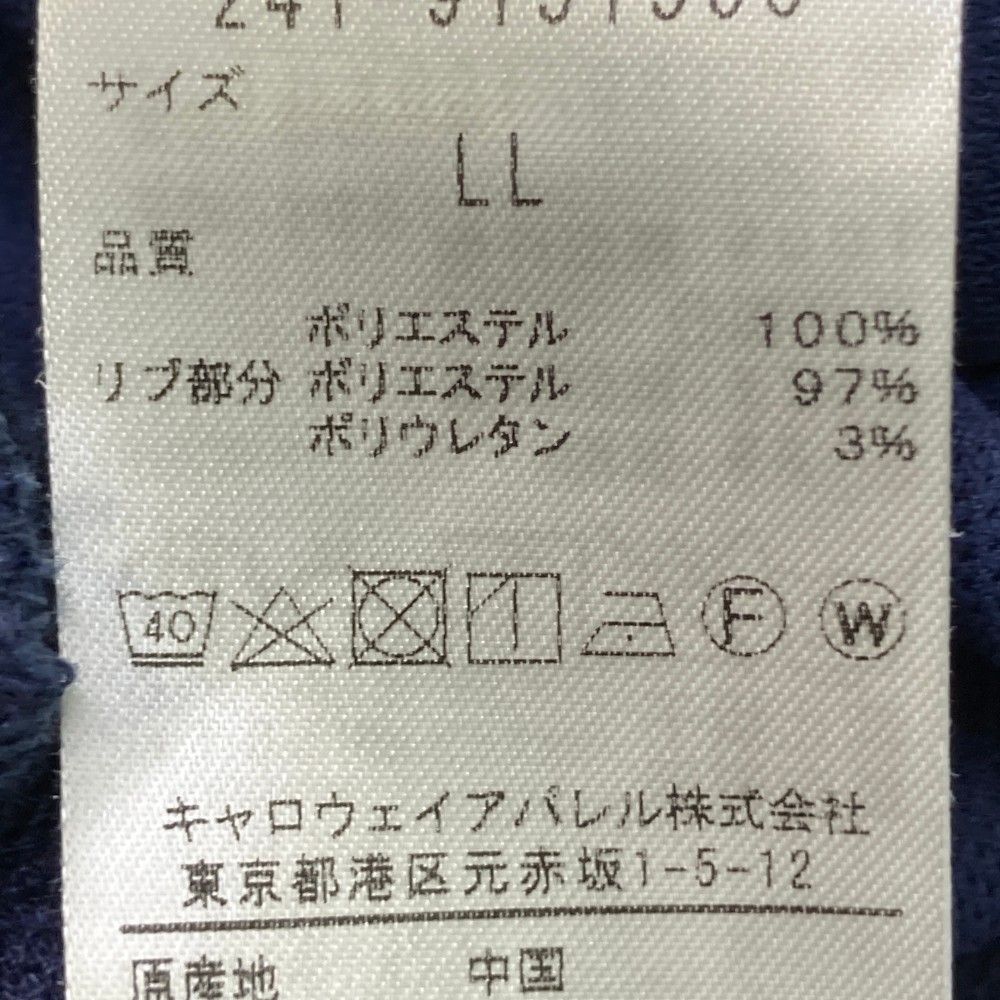 サイズ
LL
品質
ポリエステル 100%
リブ部分 ポリエステル 97%
ポリウレタン 3%
40 F W
キャロウェイアパレル株式会社
東京都港区元赤坂1-5-12
原産地 中国